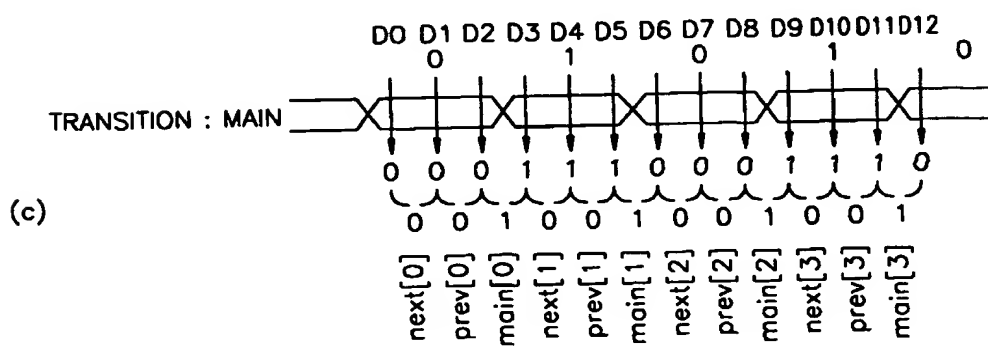 D0 D1 D2 D3 D4 D5 D6 D7 D8 D9 D10 D11 D12
0 1 0 1 0
TRANSITION : MAIN
0 0 0 1 1 1 0 0 0 1 1 1 0
(c)
0 0 1 0 0 1 0 0 1 0 0 1
next[0] prev[0] main[0] next[1] prev[1] main[1] next[2] prev[2] main[2] next[3] prev[3] main[3]